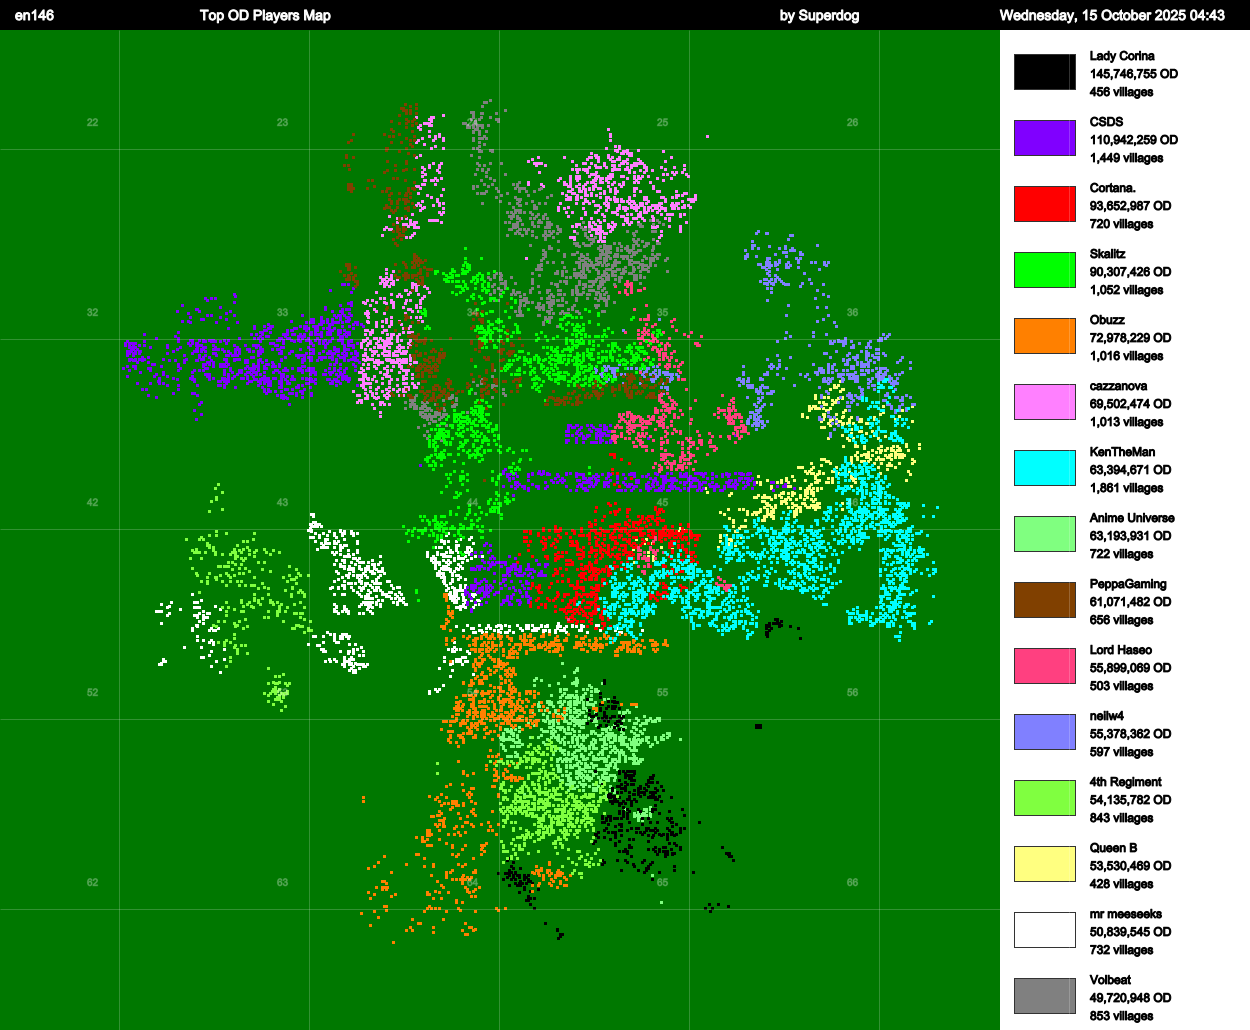 en146 Top OD Players Map by Superdog Wednesday, 15 October 2025 04:43
Lady Corina
145,746,755 OD
456 villages
CSDS
110,942,259 OD
1,449 villages
Cortana.
93,652,987 OD
720 villages
Skalitz
90,307,426 OD
1,052 villages
Obuzz
72,978,229 OD
1,016 villages
cazzanova
69,502,474 OD
1,013 villages
KenTheMan
63,394,671 OD
1,861 villages
Anime Universe
63,193,931 OD
722 villages
PeppaGaming
61,071,482 OD
656 villages
Lord Haseo
55,899,069 OD
503 villages
neilw4
55,378,362 OD
597 villages
4th Regiment
54,135,782 OD
843 villages
Queen B
53,530,469 OD
428 villages
mr meeseeks
50,839,545 OD
732 villages
Volbeat
49,720,948 OD
853 villages
22 23 25 26
32 33 34 35 36
42 43 44 45
52 55 56
62 63 64 65 66